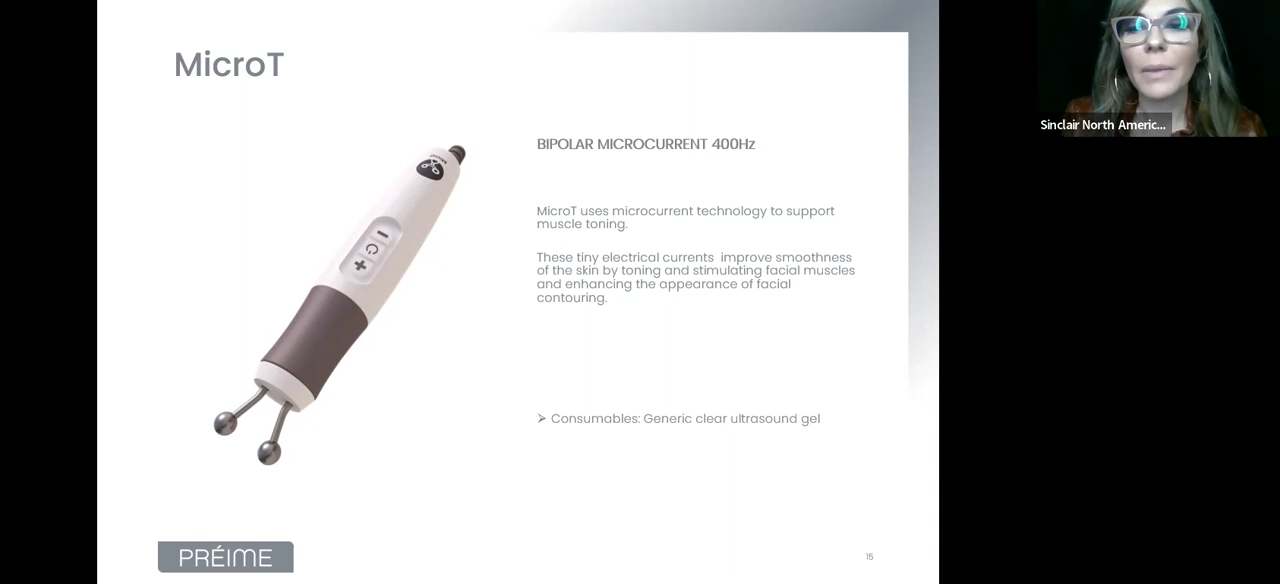 MicroT
BIPOLAR MICROCURRENT 400Hz
MicroT uses microcurrent technology to support
muscle toning.
These tiny electrical currents improve smoothness
of the skin by toning and stimulating facial muscles
and enhancing the appearance of facial
contouring.
➢ Consumables: Generic clear ultrasound gel
PRÉIME
15
Sinclair North Americ...